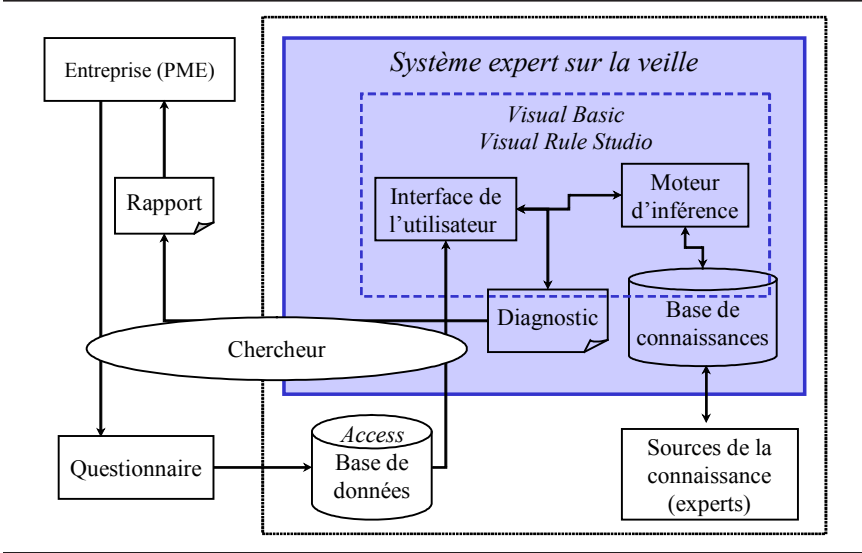 Entreprise (PME)
Système expert sur la veille
Visual Basic
Visual Rule Studio
Rapport
Interface de
l’utilisateur
Moteur
d’inférence
Diagnostic
Base de
connaissances
Chercheur
Questionnaire
Access
Base de
données
Sources de la
connaissance
(experts)